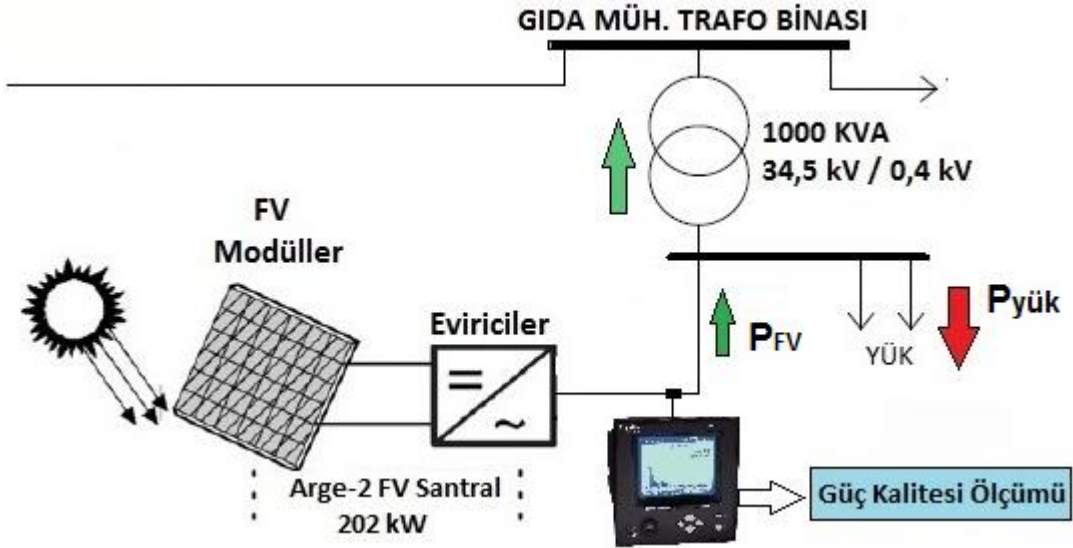 GIDA MÜH. TRAFO BİNASI
1000 KVA
34,5 kV / 0,4 kV
FV
Modüller
Eviriciler
PFV
Pyük
YÜK
Arge-2 FV Santral
202 kW
Güç Kalitesi Ölçümü